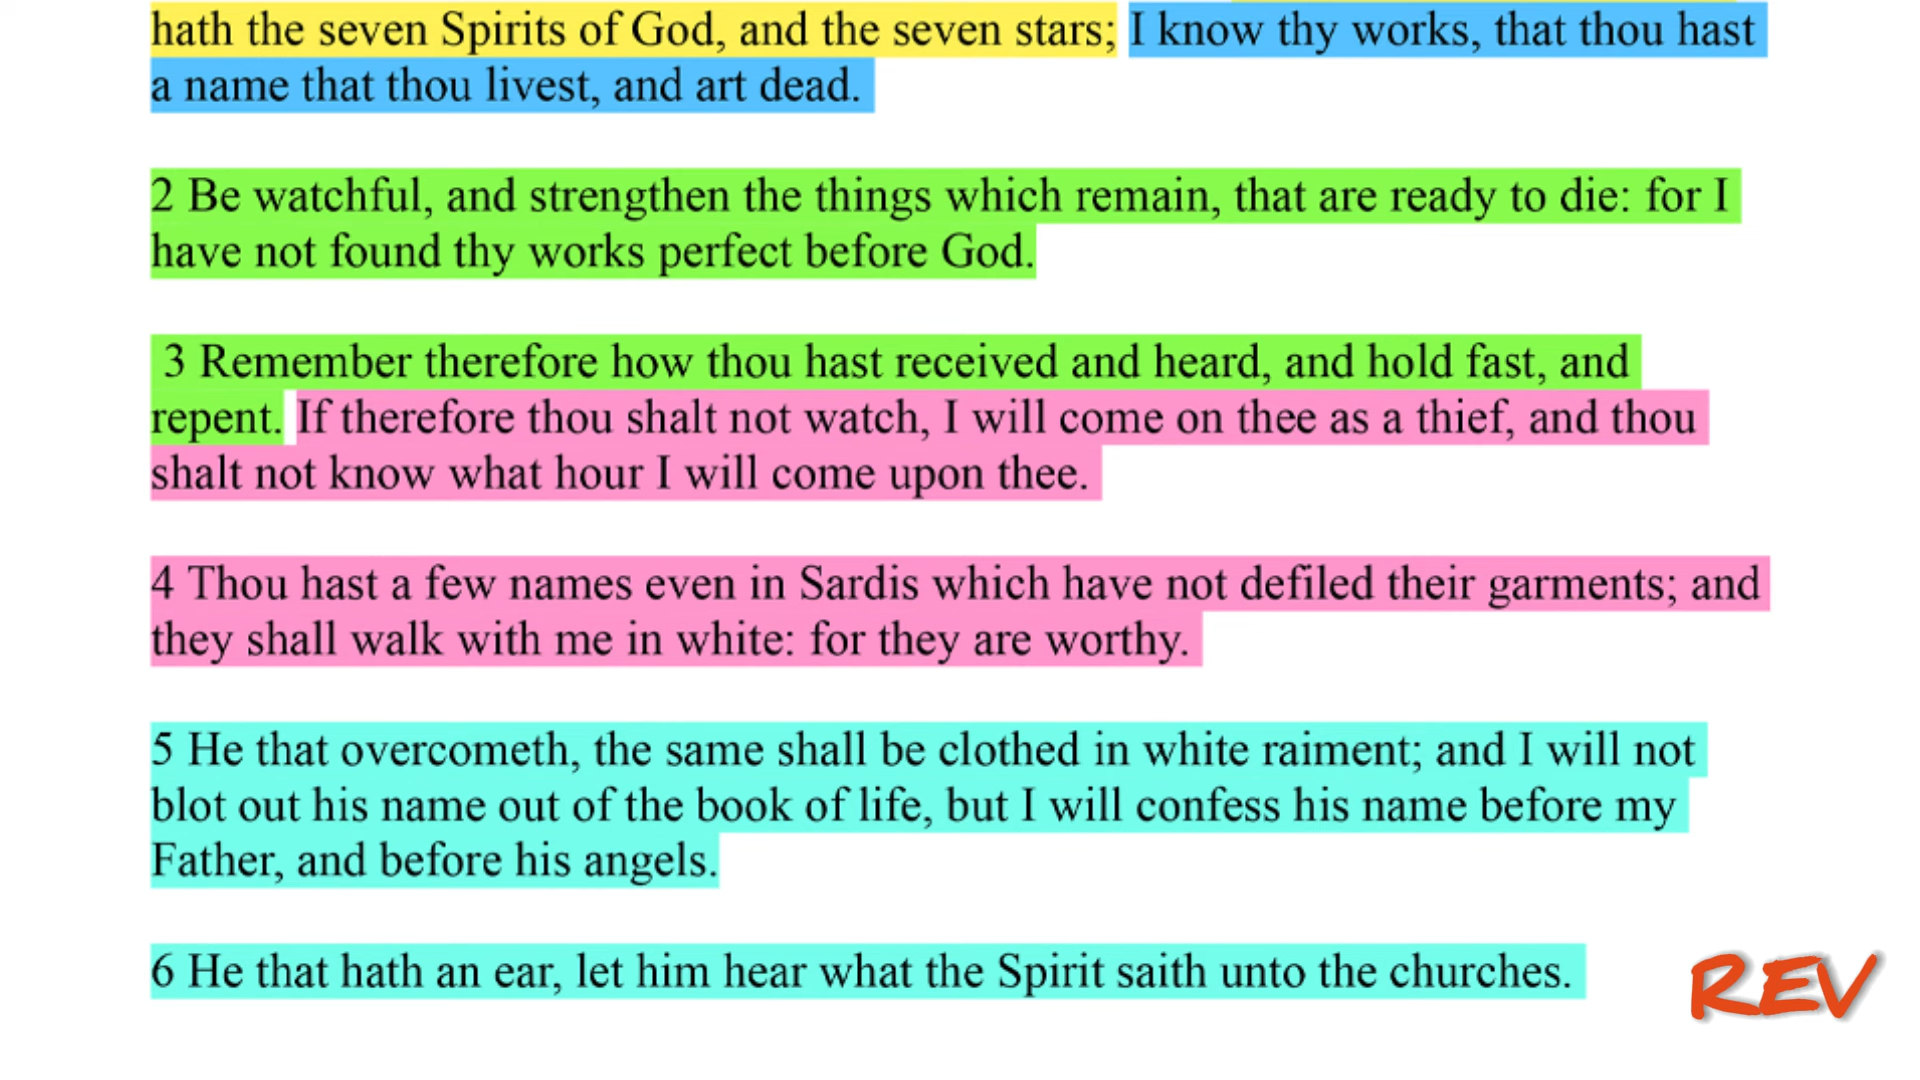 hath the seven Spirits of God, and the seven stars; I know thy works, that thou hast
a name that thou livest, and art dead.
2 Be watchful, and strengthen the things which remain, that are ready to die: for I
have not found thy works perfect before God.
3 Remember therefore how thou hast received and heard, and hold fast, and
repent. If therefore thou shalt not watch, I will come on thee as a thief, and thou
shalt not know what hour I will come upon thee.
4 Thou hast a few names even in Sardis which have not defiled their garments; and
they shall walk with me in white: for they are worthy.
5 He that overcometh, the same shall be clothed in white raiment; and I will not
blot out his name out of the book of life, but I will confess his name before my
Father, and before his angels.
6 He that hath an ear, let him hear what the Spirit saith unto the churches.
REV